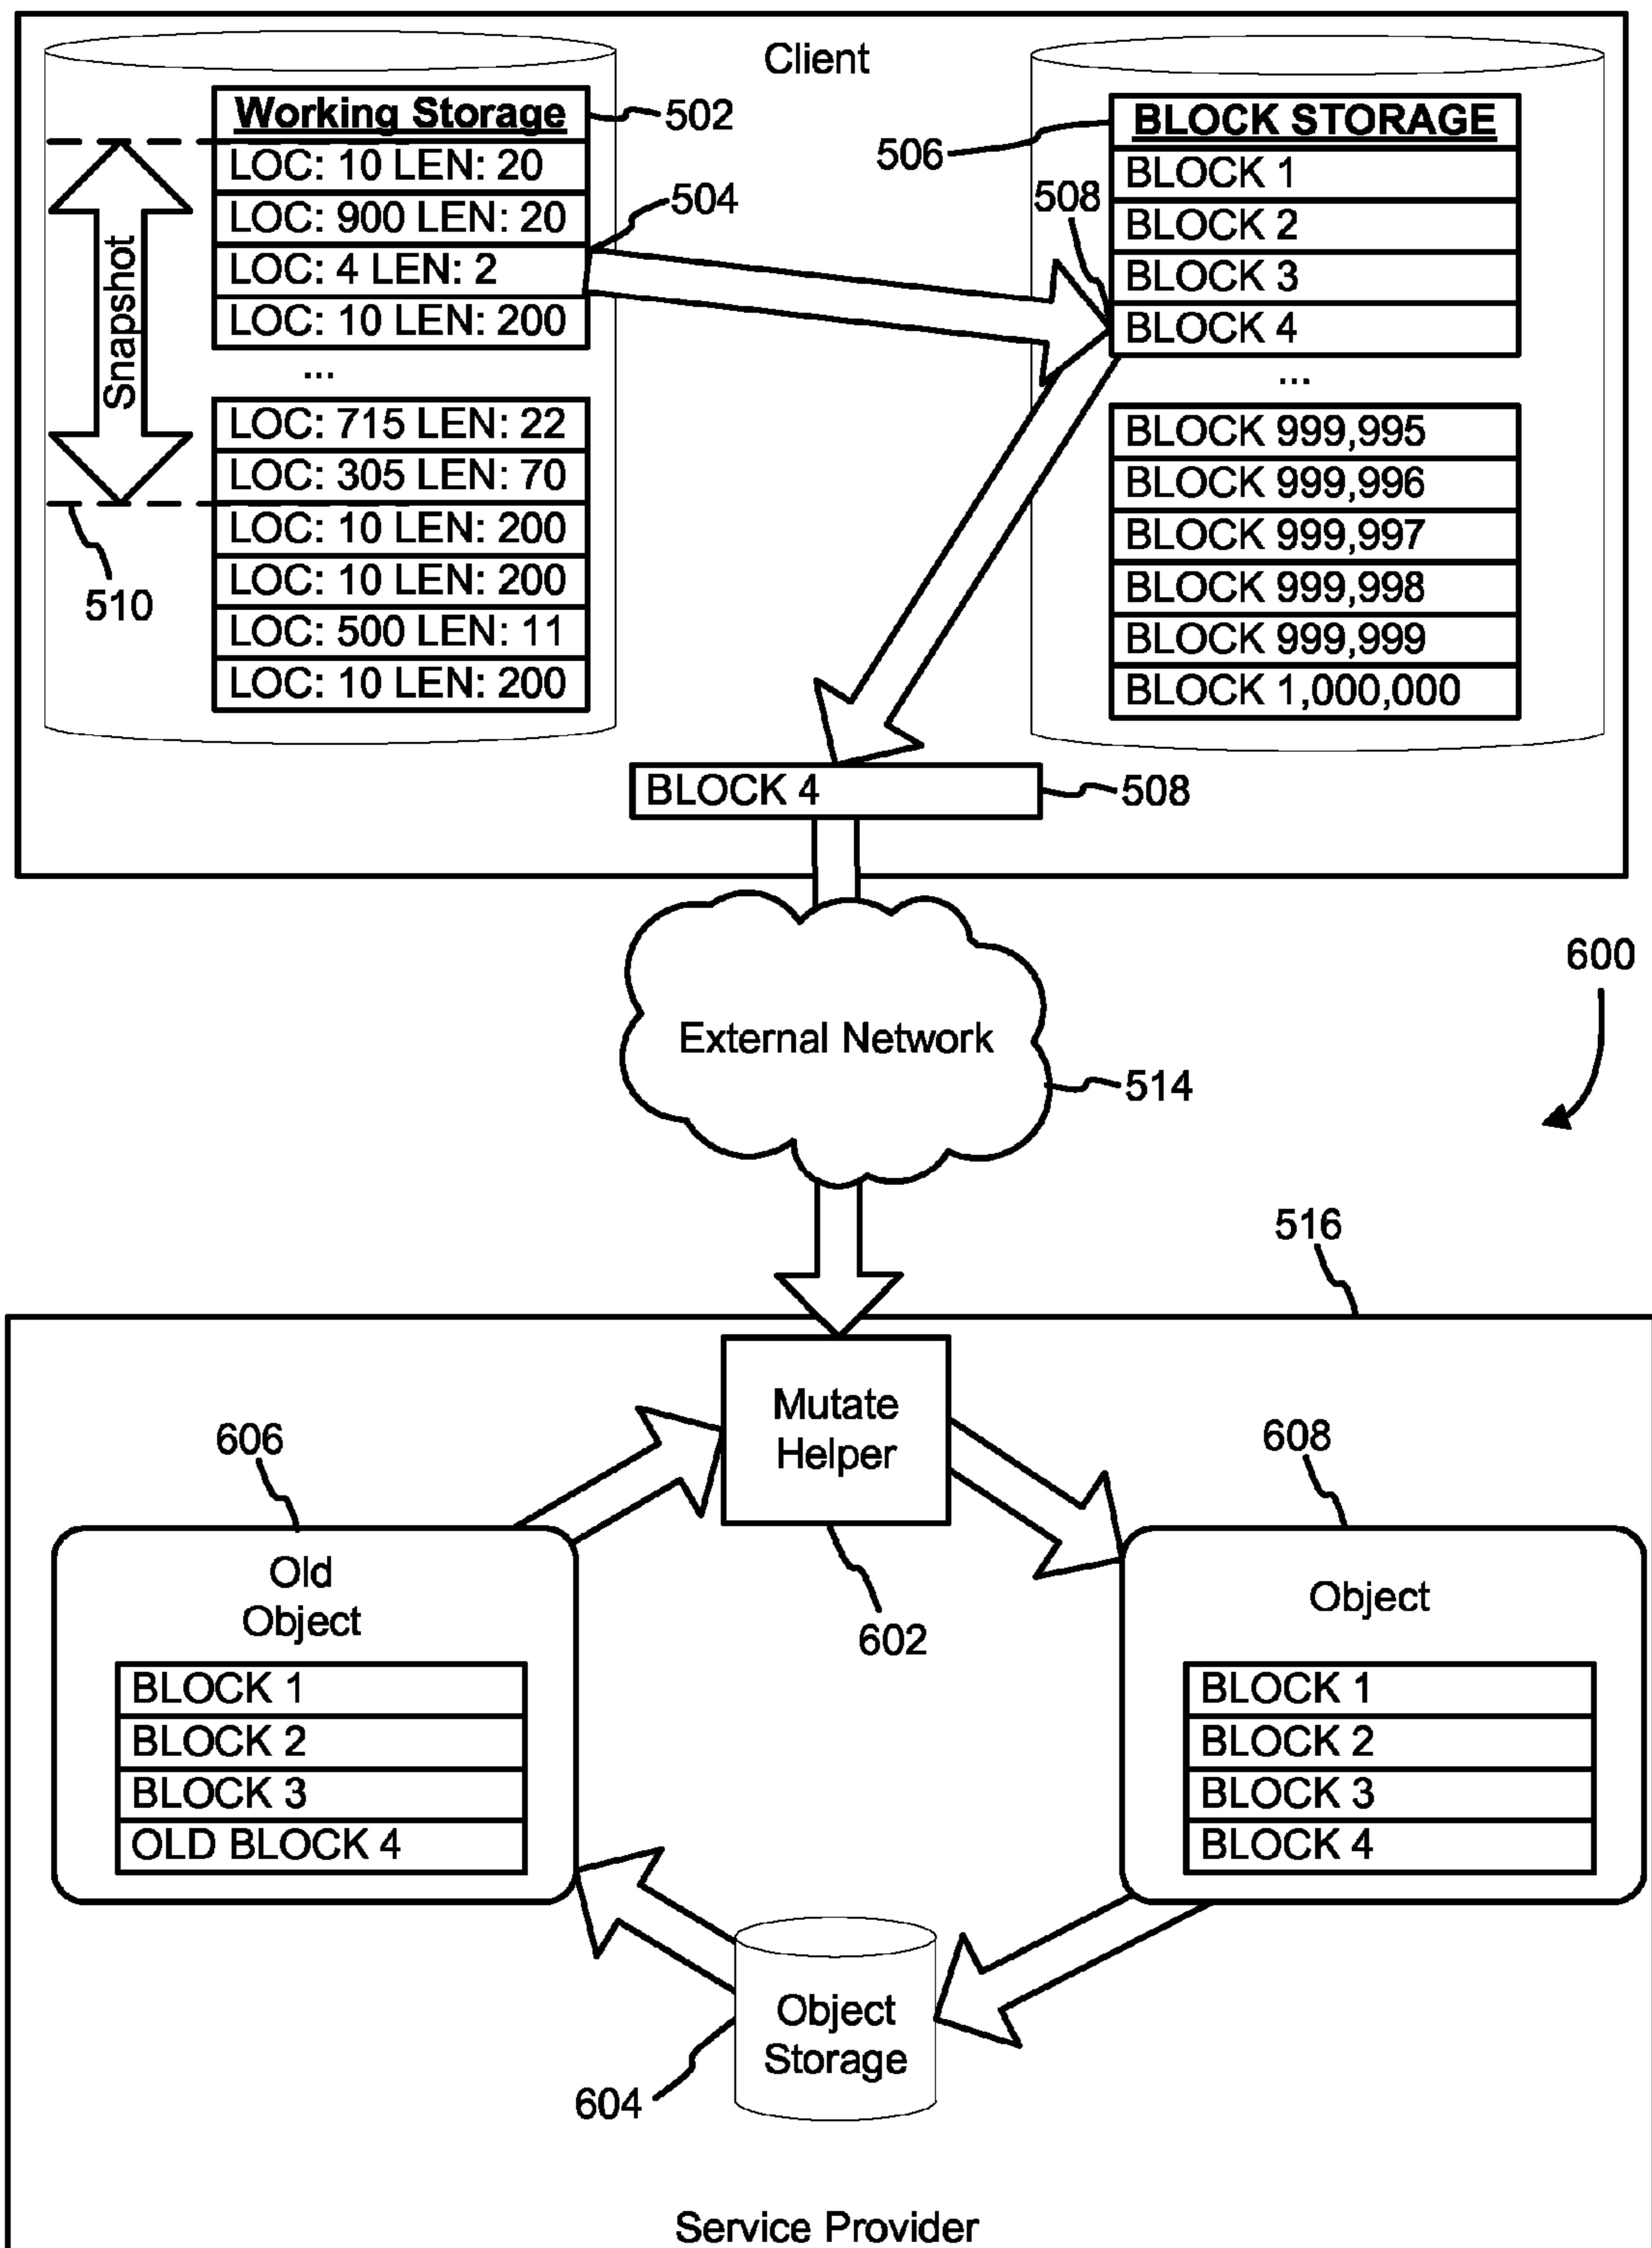 Client
Working Storage
502
LOC: 10 LEN: 20
LOC: 900 LEN: 20
504
LOC: 4 LEN: 2
LOC: 10 LEN: 200
...
LOC: 715 LEN: 22
LOC: 305 LEN: 70
LOC: 10 LEN: 200
LOC: 10 LEN: 200
LOC: 500 LEN: 11
LOC: 10 LEN: 200
Snapshot
510
BLOCK STORAGE
506
508
BLOCK 1
BLOCK 2
BLOCK 3
BLOCK 4
...
BLOCK 999,995
BLOCK 999,996
BLOCK 999,997
BLOCK 999,998
BLOCK 999,999
BLOCK 1,000,000
BLOCK 4
508
External Network
514
600
516
Mutate
Helper
602
606
Old
Object
BLOCK 1
BLOCK 2
BLOCK 3
OLD BLOCK 4
608
Object
BLOCK 1
BLOCK 2
BLOCK 3
BLOCK 4
Object
Storage
604
Service Provider